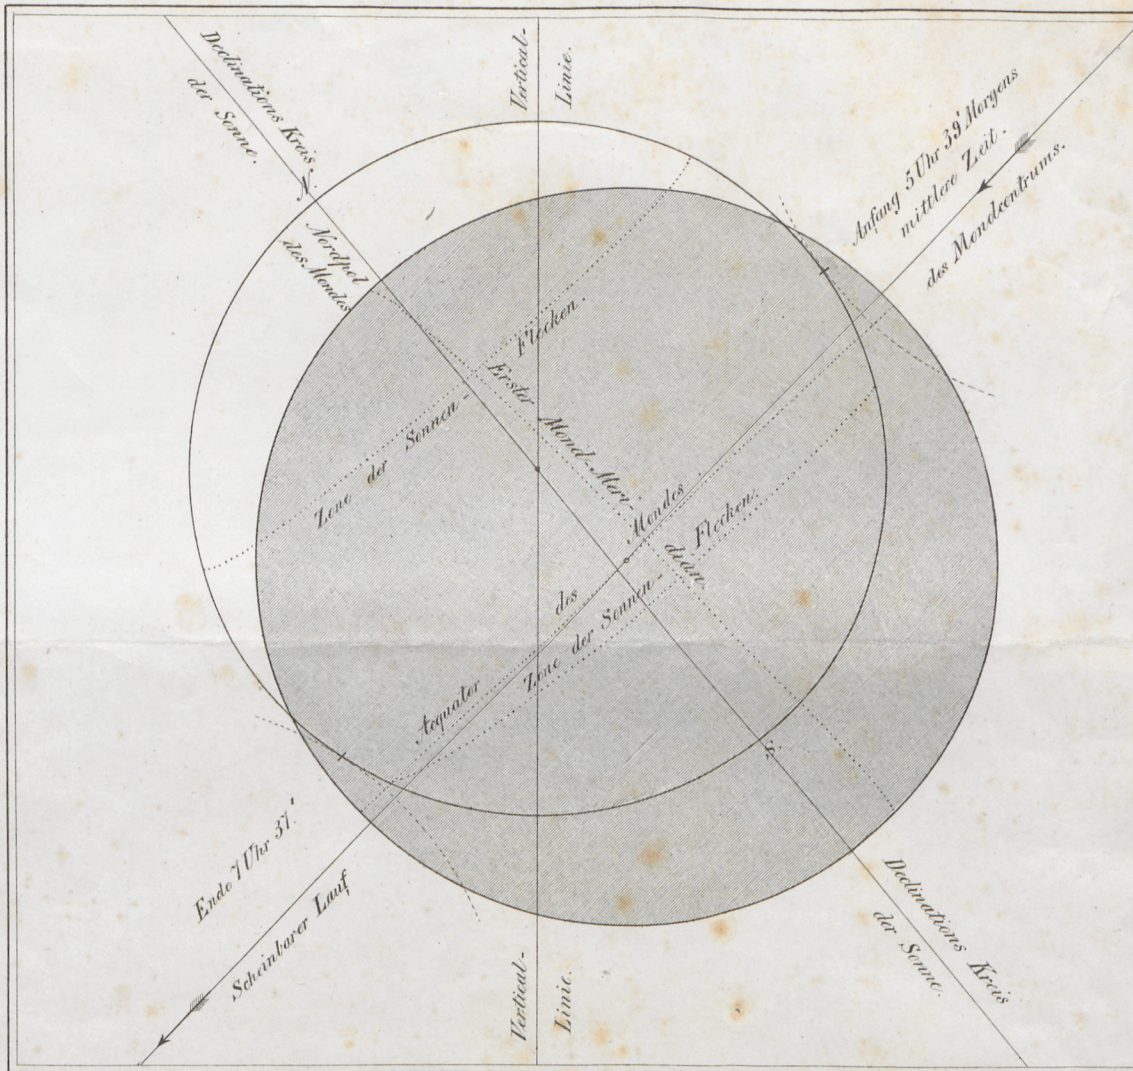 Declinations Kreis
der Sonne.
Vertical-
Linie.
Anfang 5 Uhr 39' Morgens
mittlere Zeit.
des Mondcentrums.
N
Nordpol
des Mondes
Zone der Sonnen-Flecken.
Erster Mond-Meri-
dian.
Aequator des Mondes
Zone der Sonnen-Flecken.
S.
Ende 7 Uhr 37'.
Scheinbarer Lauf
Vertical-
Linie.
Declinations Kreis
der Sonne.